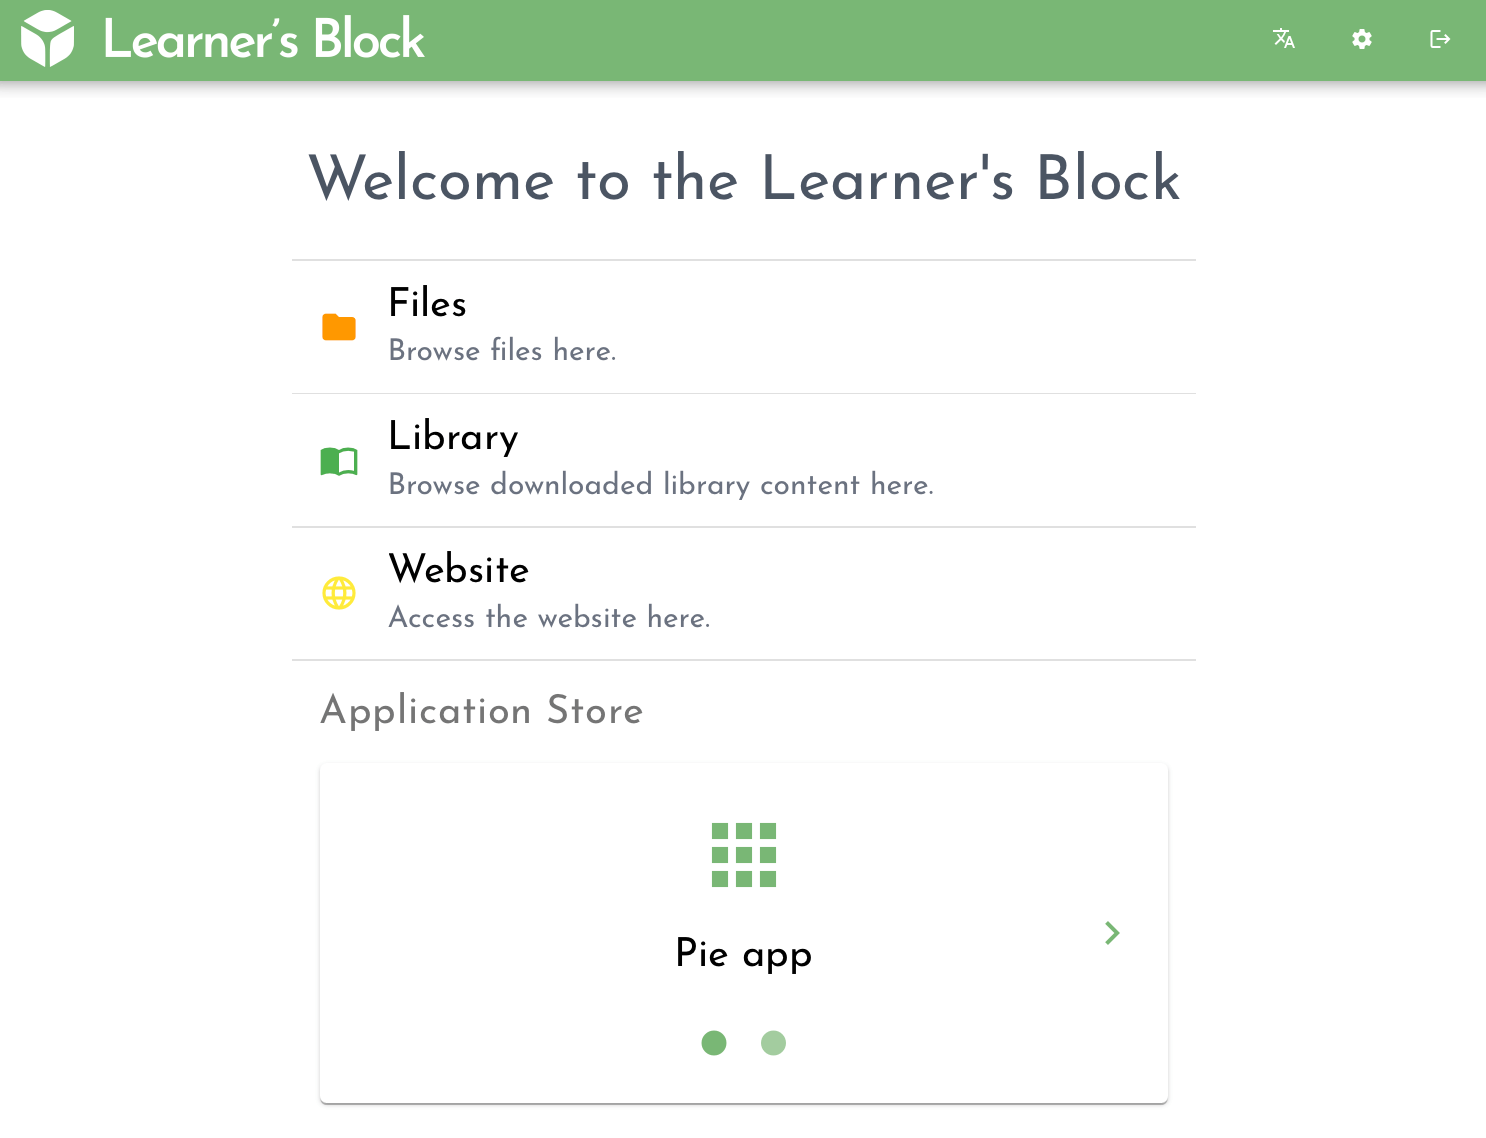 Learner’s Block
Welcome to the Learner's Block
Files
Browse files here.
Library
Browse downloaded library content here.
Website
Access the website here.
Application Store
Pie app